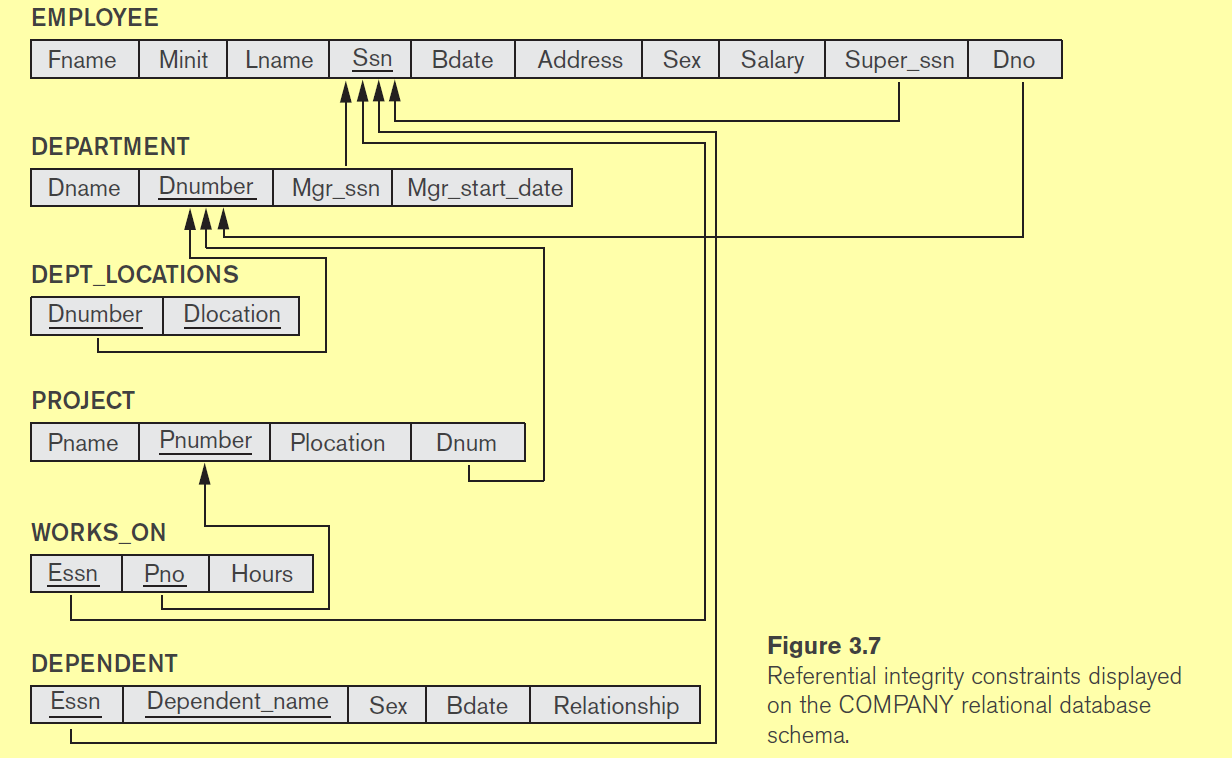 EMPLOYEE
Fname Minit Lname Ssn Bdate Address Sex Salary Super_ssn Dno
DEPARTMENT
Dname Dnumber Mgr_ssn Mgr_start_date
DEPT_LOCATIONS
Dnumber Dlocation
PROJECT
Pname Pnumber Plocation Dnum
WORKS_ON
Essn Pno Hours
DEPENDENT
Essn Dependent_name Sex Bdate Relationship
Figure 3.7
Referential integrity constraints displayed
on the COMPANY relational database
schema.